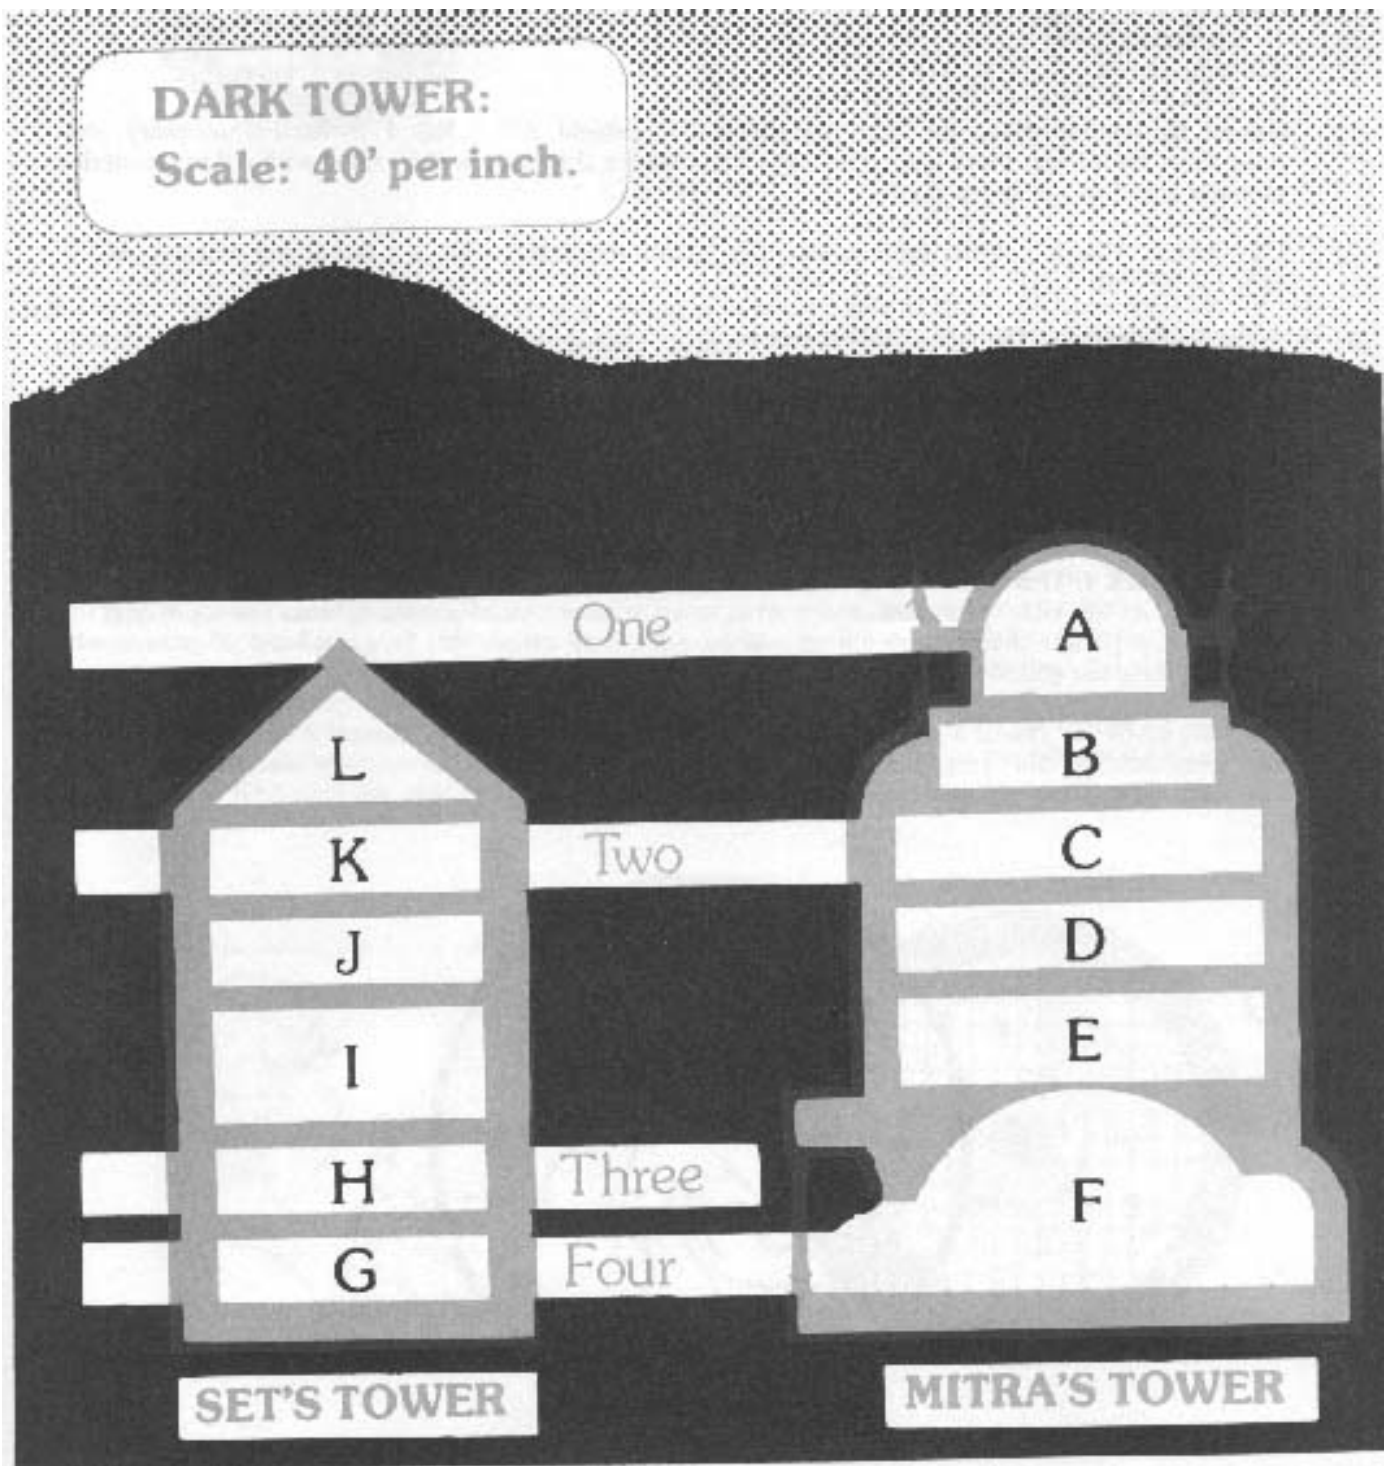 DARK TOWER:
Scale: 40' per inch.
One
A
L
B
K
Two
C
J
D
I
E
H
Three
F
G
Four
SET'S TOWER
MITRA'S TOWER